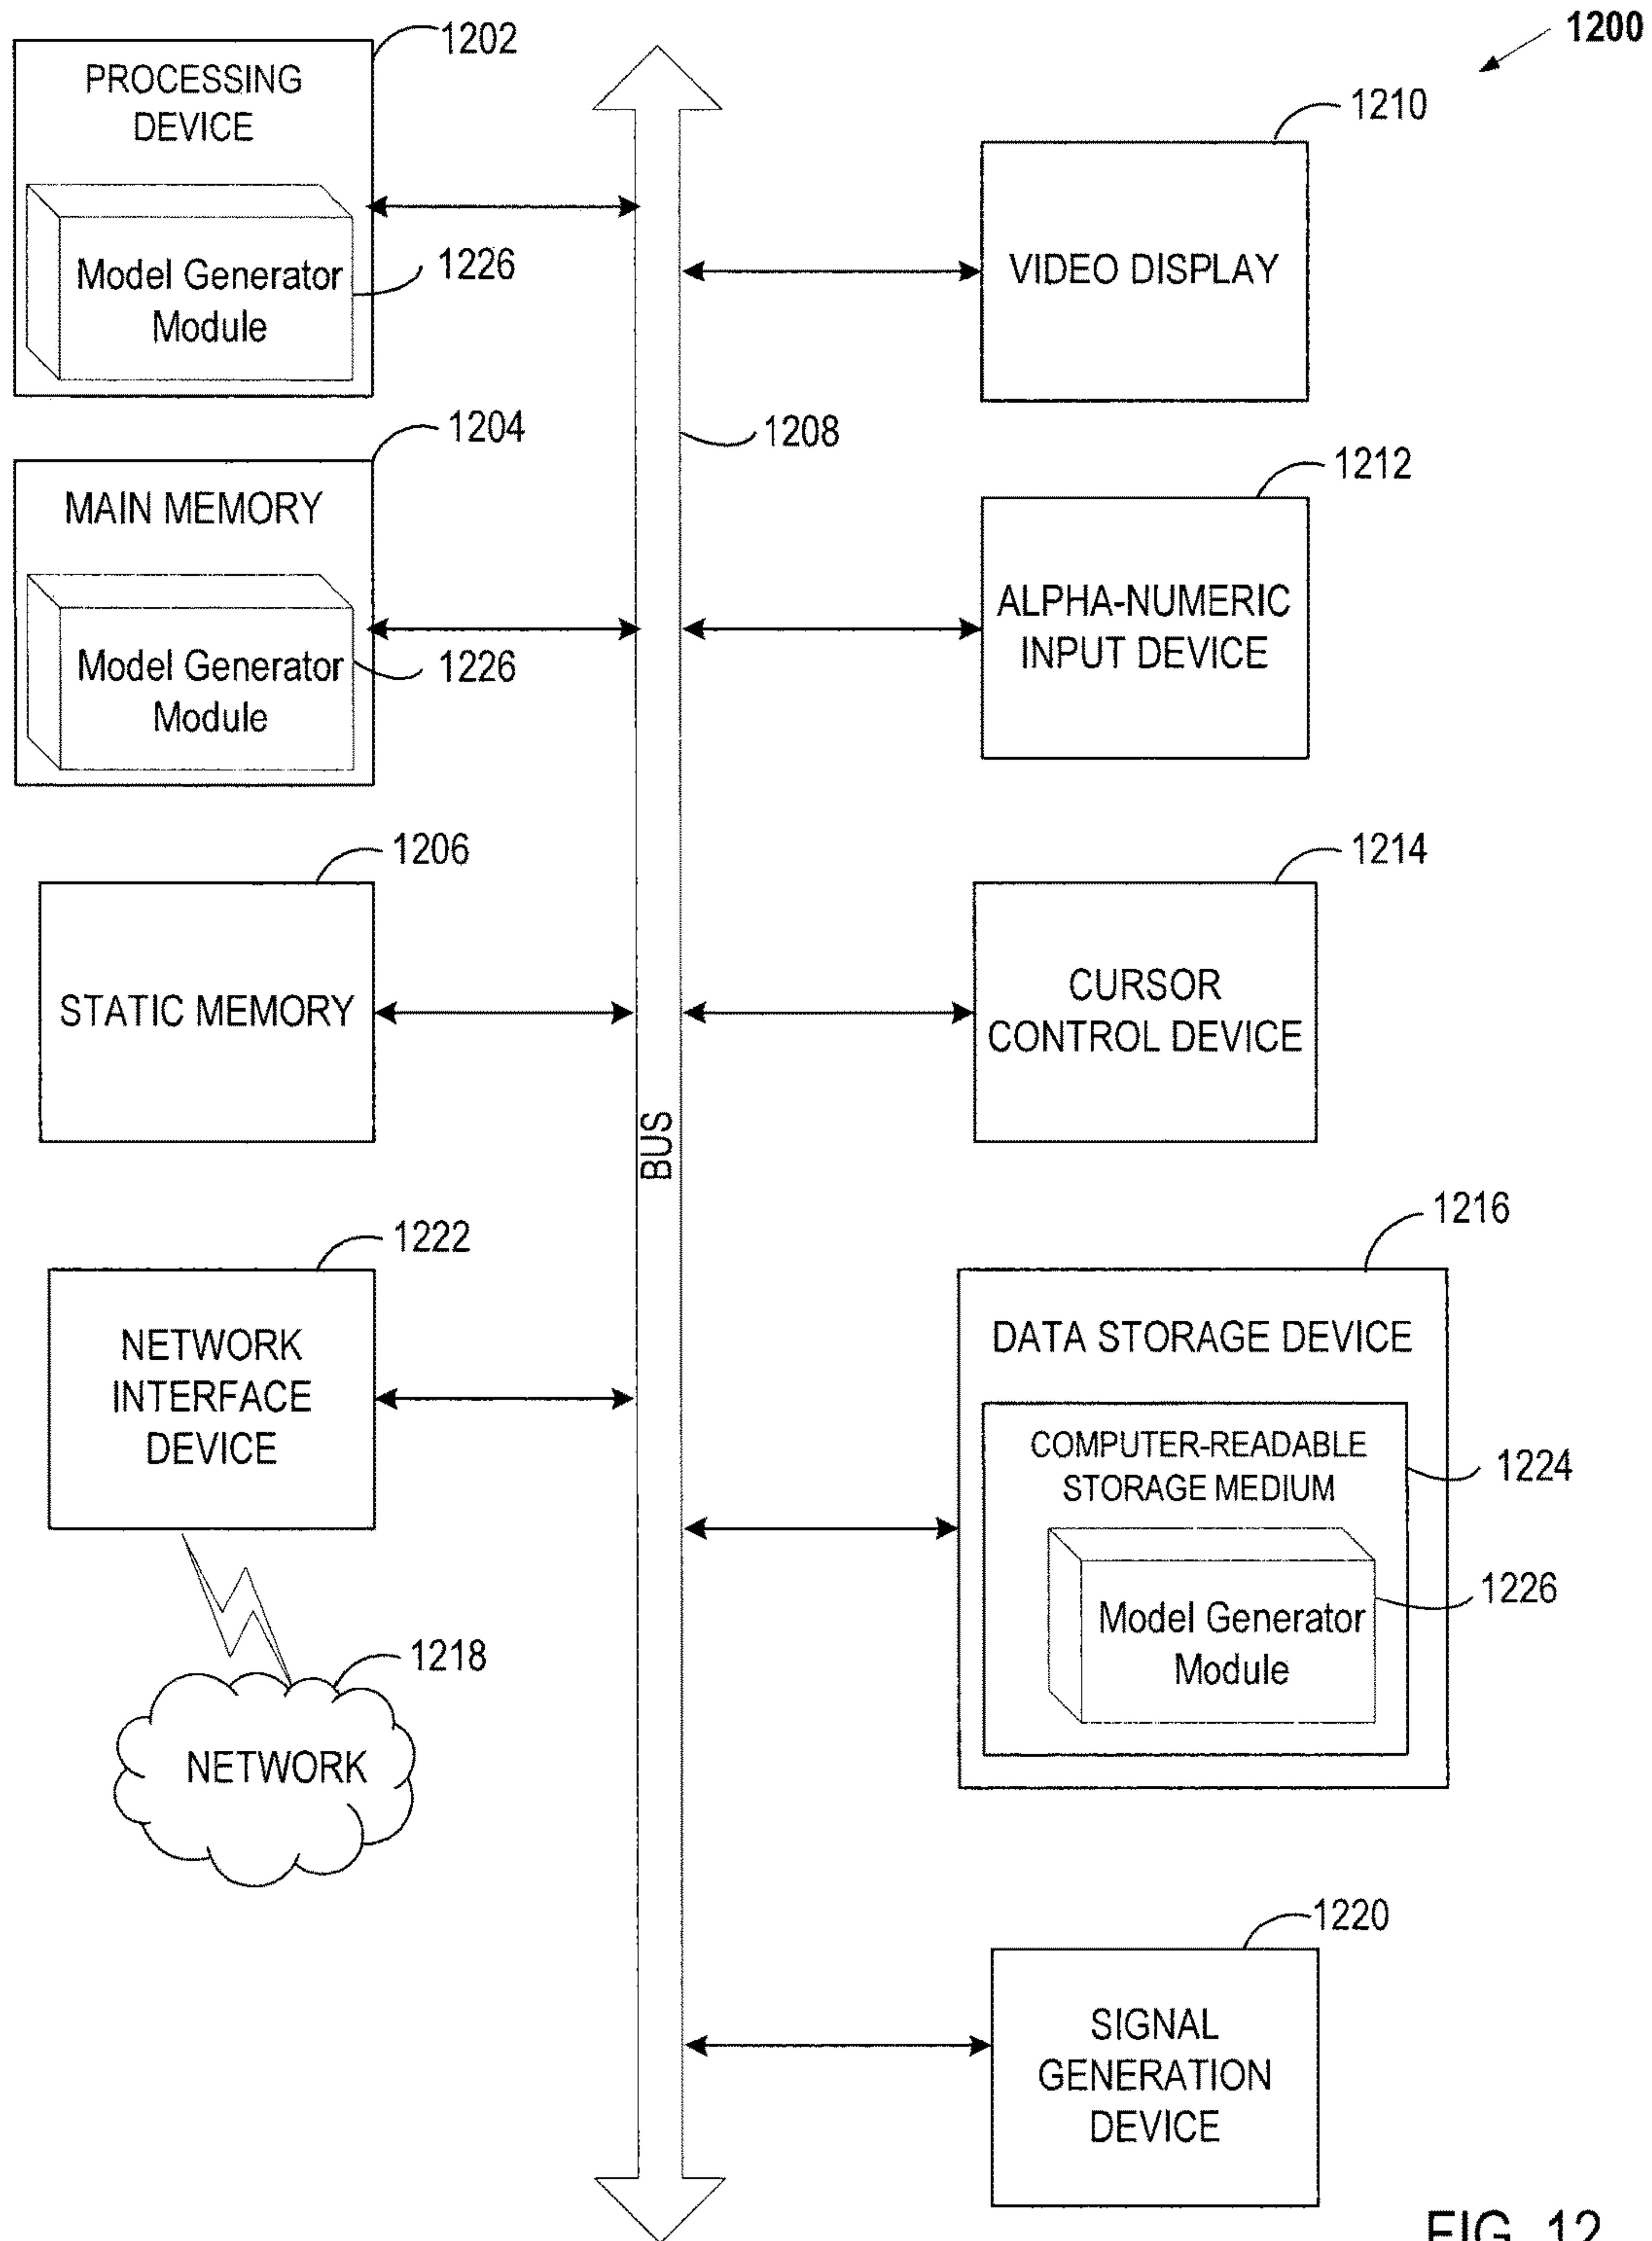 1200
1202
PROCESSING
DEVICE
Model Generator
Module
1226
1204
MAIN MEMORY
Model Generator
Module
1226
1206
STATIC MEMORY
1222
NETWORK
INTERFACE
DEVICE
1218
NETWORK
1208
BUS
1210
VIDEO DISPLAY
1212
ALPHA-NUMERIC
INPUT DEVICE
1214
CURSOR
CONTROL DEVICE
1216
DATA STORAGE DEVICE
COMPUTER-READABLE
STORAGE MEDIUM
1224
Model Generator
Module
1226
1220
SIGNAL
GENERATION
DEVICE
FIG. 12